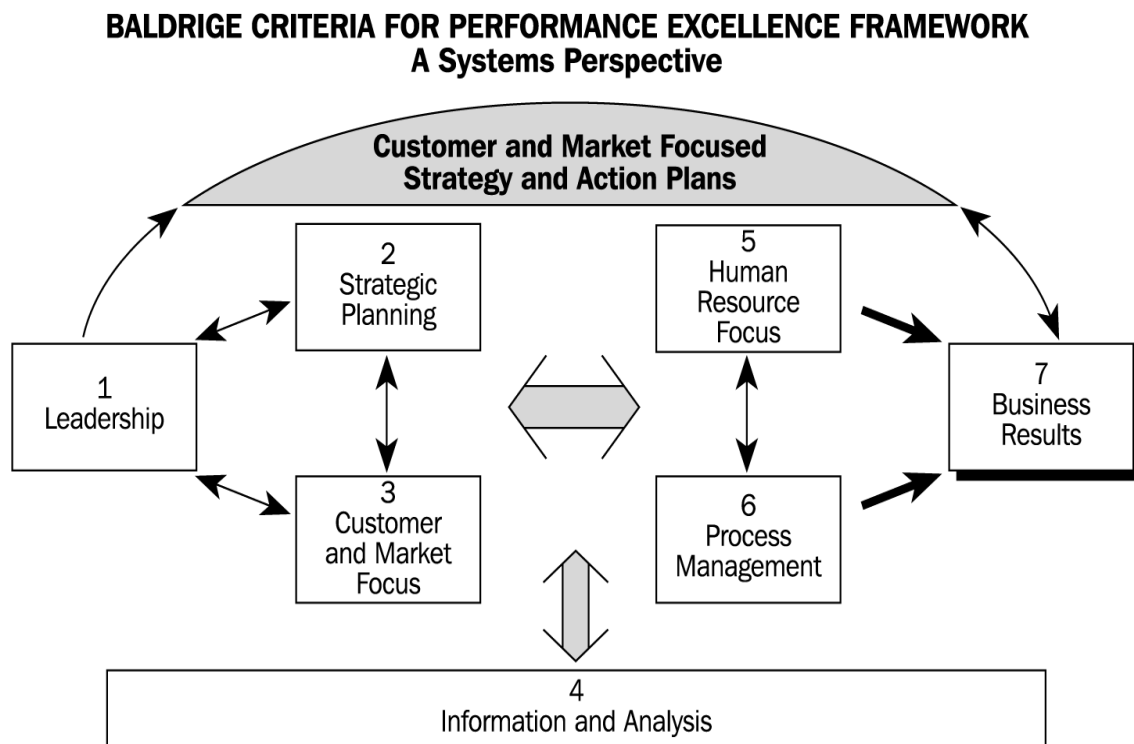 BALDRIGE CRITERIA FOR PERFORMANCE EXCELLENCE FRAMEWORK
A Systems Perspective
Customer and Market Focused
Strategy and Action Plans
1
Leadership
2
Strategic
Planning
3
Customer
and Market
Focus
5
Human
Resource
Focus
6
Process
Management
7
Business
Results
4
Information and Analysis